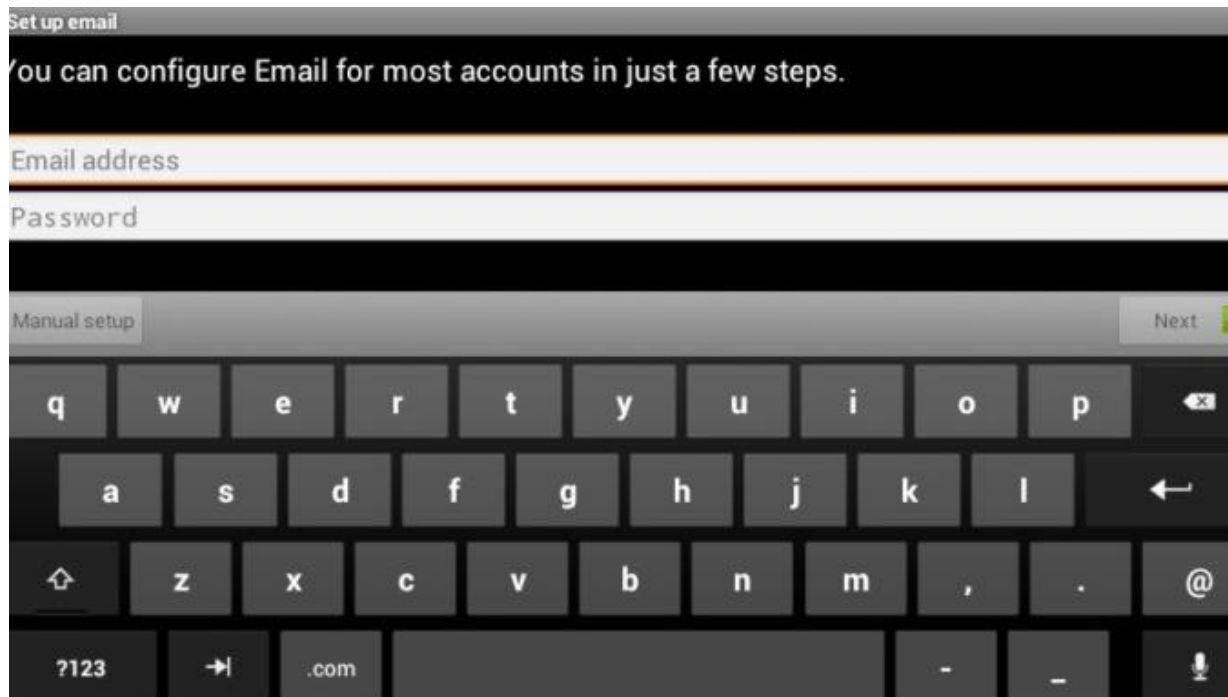 Set up email
You can configure Email for most accounts in just a few steps.
Email address
Password
Manual setup
Next
q w e r t y u i o p
a s d f g h j k l
z x c v b n m , . @
?123 .com - _